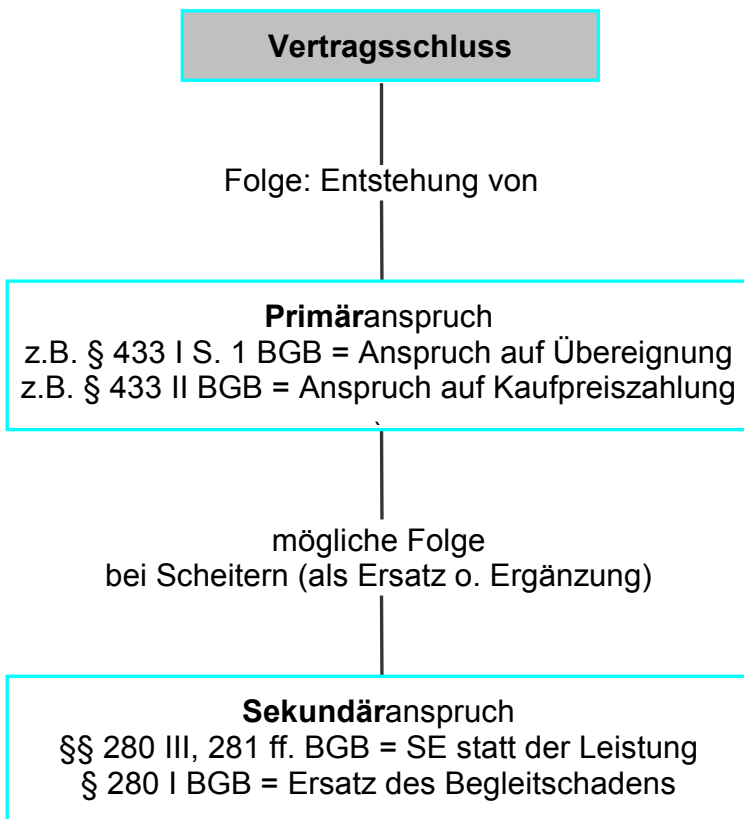 Vertragsschluss
Folge: Entstehung von
Primäranspruch
z.B. § 433 I S. 1 BGB = Anspruch auf Übereignung
z.B. § 433 II BGB = Anspruch auf Kaufpreiszahlung
mögliche Folge
bei Scheitern (als Ersatz o. Ergänzung)
Sekundäranspruch
§§ 280 III, 281 ff. BGB = SE statt der Leistung
§ 280 I BGB = Ersatz des Begleitschadens